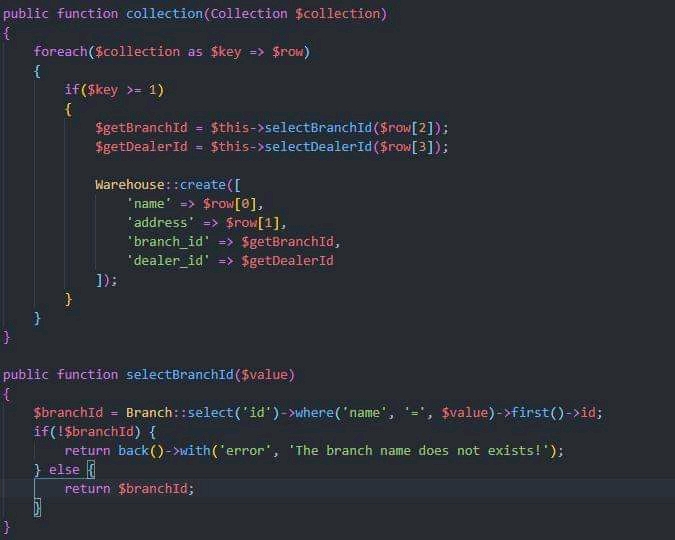 public function collection(Collection $collection)
{
    foreach($collection as $key => $row)
    {
        if($key >= 1)
        {
            $getBranchId = $this->selectBranchId($row[2]);
            $getDealerId = $this->selectDealerId($row[3]);

            Warehouse::create([
                'name' => $row[0],
                'address' => $row[1],
                'branch_id' => $getBranchId,
                'dealer_id' => $getDealerId
            ]);
        }
    }
}

public function selectBranchId($value)
{
    $branchId = Branch::select('id')->where('name', '=', $value)->first()->id;
    if(!$branchId) {
        return back()->with('error', 'The branch name does not exists!');
    } else {
        return $branchId;
    }
}